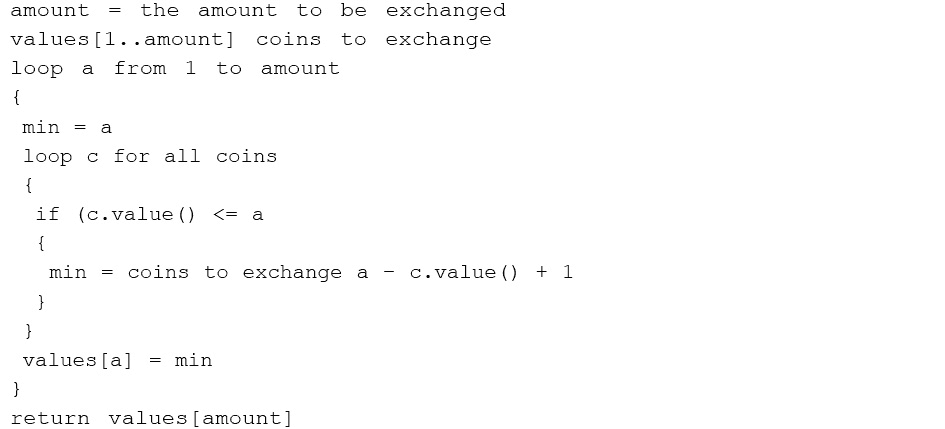 amount = the amount to be exchanged
values[1..amount] coins to exchange
loop a from 1 to amount
{
min = a
loop c for all coins
{
if (c.value() <= a
{
min = coins to exchange a - c.value() + 1
}
}
values[a] = min
}
return values[amount]